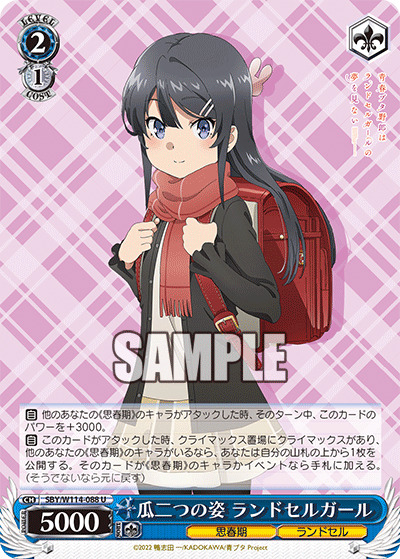 LEVEL
2
1
COST
青春ブタ野郎は
ランドセルガールの
夢を見ない
SAMPLE
自 他のあなたの《思春期》のキャラがアタックした時、そのターン中、このカードの
パワーを＋3000。
自 このカードがアタックした時、クライマックス置場にクライマックスがあり、
他のあなたの《思春期》のキャラがいるなら、あなたは自分の山札の上から1枚を
公開する。そのカードがキャラかイベントなら手札に加える。
(そうでないなら元に戻す)
CH SBY/W114-088 U
5000
瓜二つの姿 ランドセルガール
思春期 ランドセル
©2022 鴨志田 一/KADOKAWA/青ブタ Project